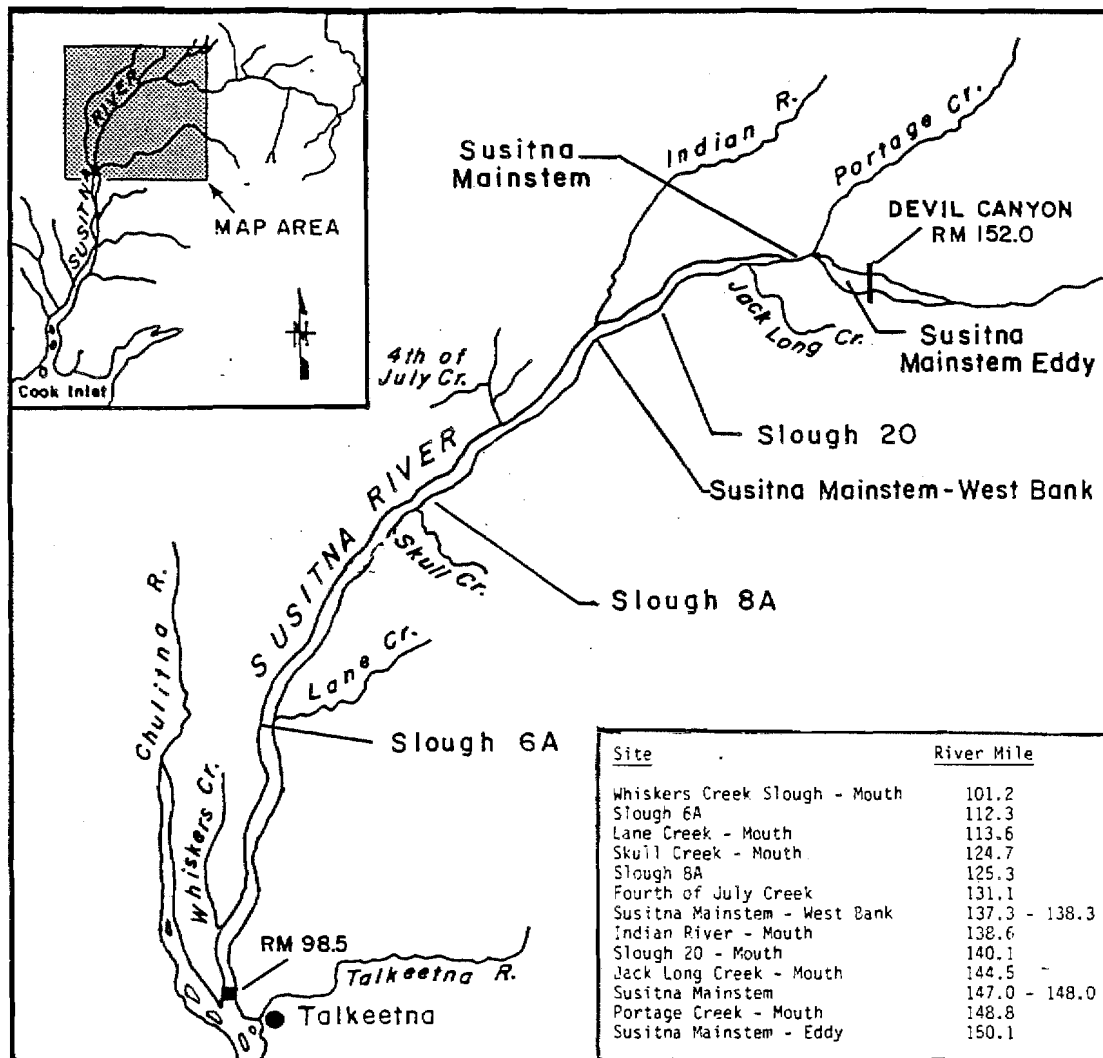 SUSITNA RIVER
MAP AREA
N
Cook Inlet
Indian R.
Portage Cr.
Susitna
Mainstem
DEVIL CANYON
RM 152.0
Jack Long Cr.
Susitna
Mainstem Eddy
4th of
July Cr.
Slough 20
Susitna Mainstem-West Bank
SUSITNA RIVER
Skull Cr.
Slough 8A
Chulitna R.
Lane Cr.
Slough 6A
Whiskers Cr.
RM 98.5
Talkeetna R.
Talkeetna
Site River Mile
Whiskers Creek Slough - Mouth 101.2
Slough 6A 112.3
Lane Creek - Mouth 113.6
Skull Creek - Mouth 124.7
Slough 8A 125.3
Fourth of July Creek 131.1
Susitna Mainstem - West Bank 137.3 - 138.3
Indian River - Mouth 138.6
Slough 20 - Mouth 140.1
Jack Long Creek - Mouth 144.5
Susitna Mainstem 147.0 - 148.0
Portage Creek - Mouth 148.8
Susitna Mainstem - Eddy 150.1